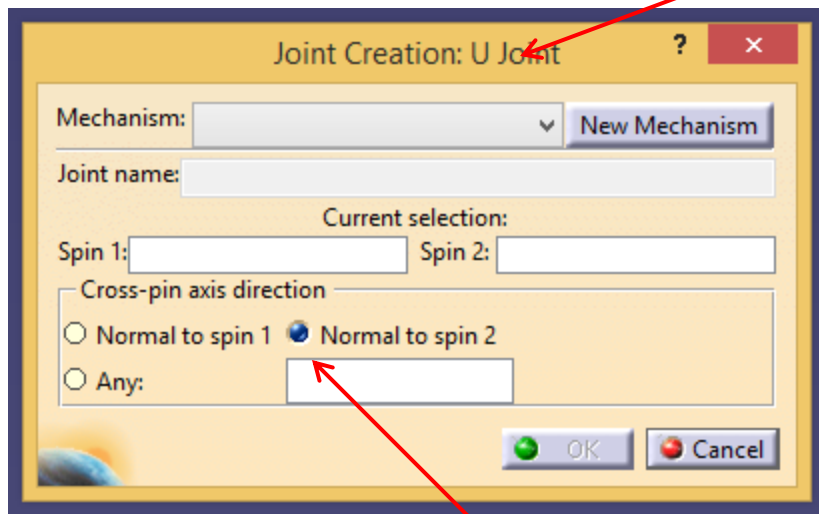 Joint Creation: U Joint ? ×
Mechanism: New Mechanism
Joint name:
Current selection:
Spin 1: Spin 2:
Cross-pin axis direction
Normal to spin 1 Normal to spin 2
Any:
OK Cancel